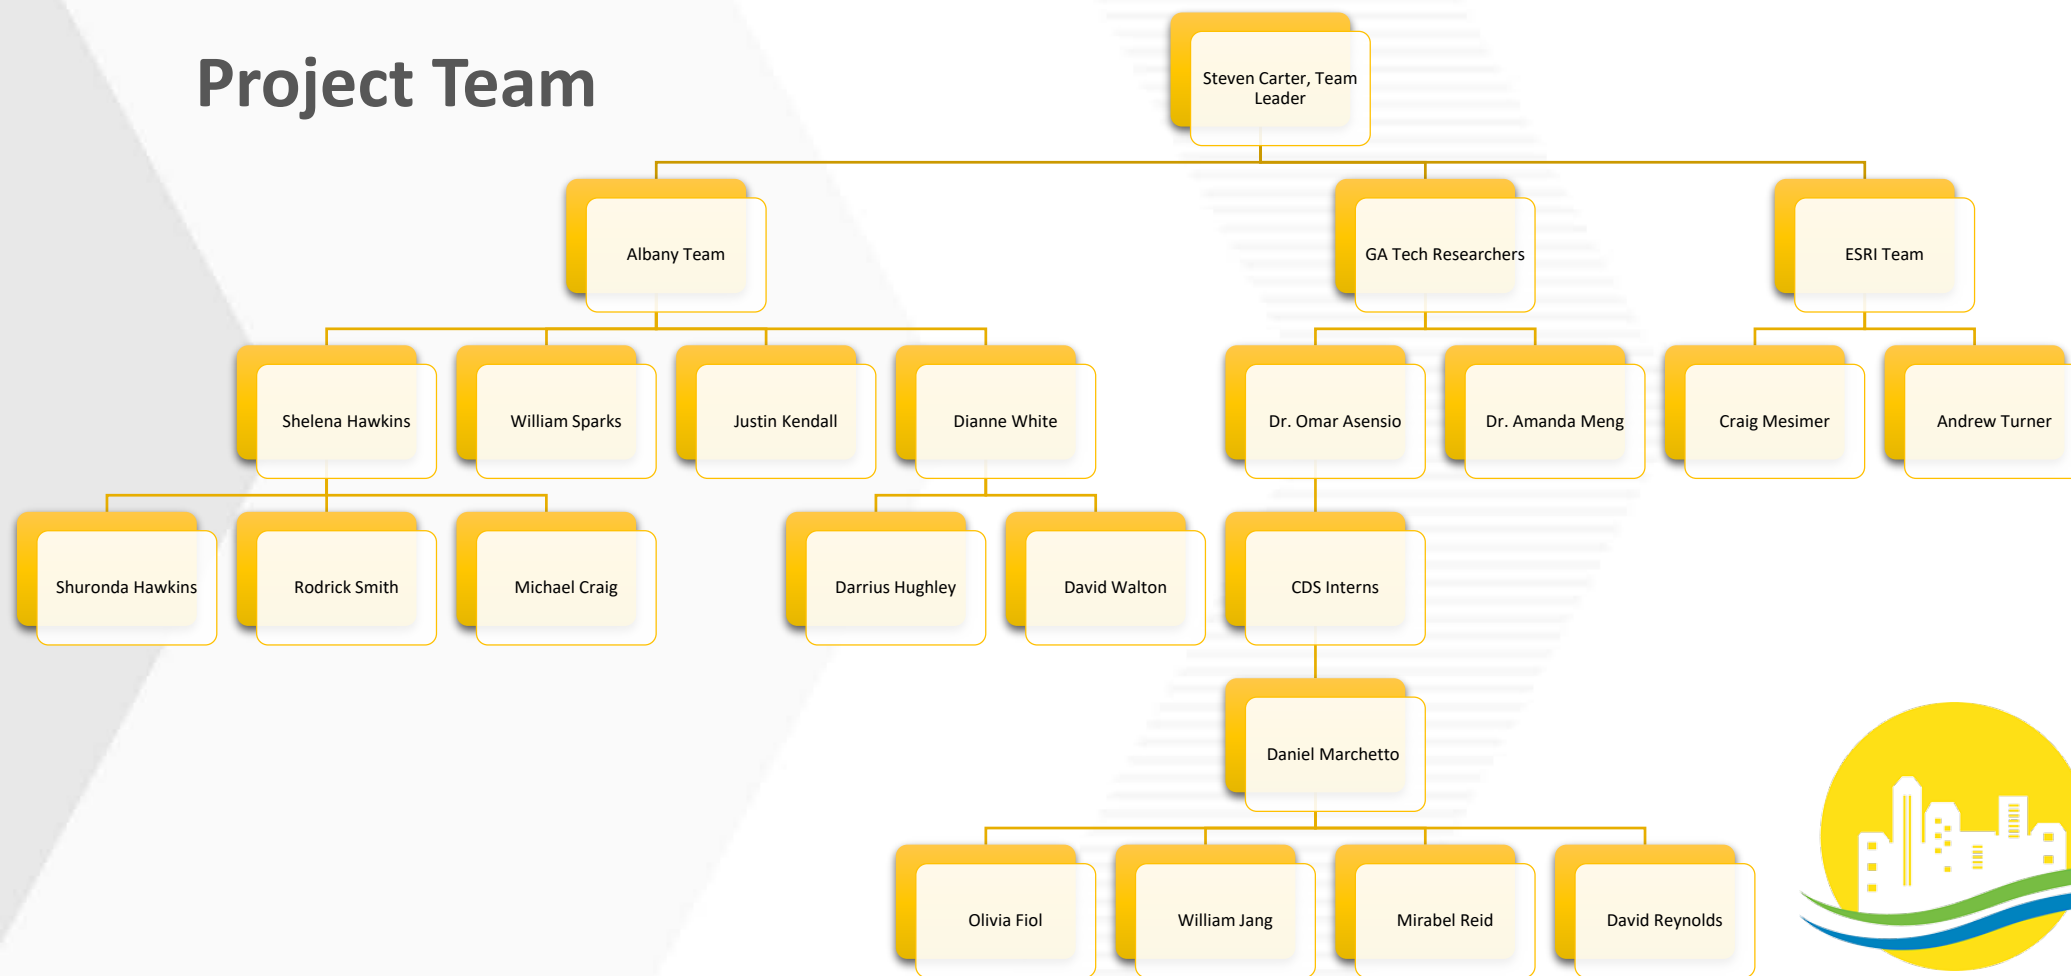 Project Team
Steven Carter, Team
Leader
Albany Team
GA Tech Researchers
ESRI Team
Shelena Hawkins
William Sparks
Justin Kendall
Dianne White
Dr. Omar Asensio
Dr. Amanda Meng
Craig Mesimer
Andrew Turner
Shuronda Hawkins
Rodrick Smith
Michael Craig
Darrius Hughley
David Walton
CDS Interns
Daniel Marchetto
Olivia Fiol
William Jang
Mirabel Reid
David Reynolds